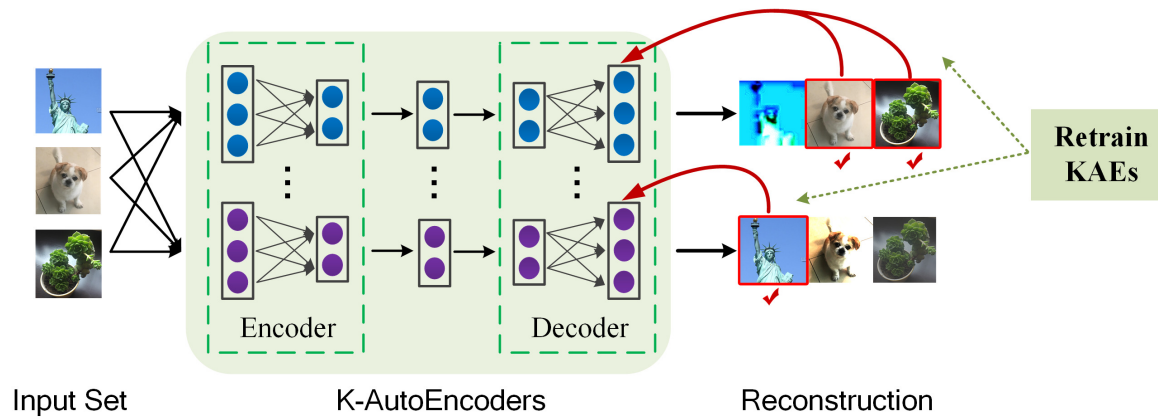 Retrain
KAEs
Encoder
Decoder
Input Set
K-AutoEncoders
Reconstruction